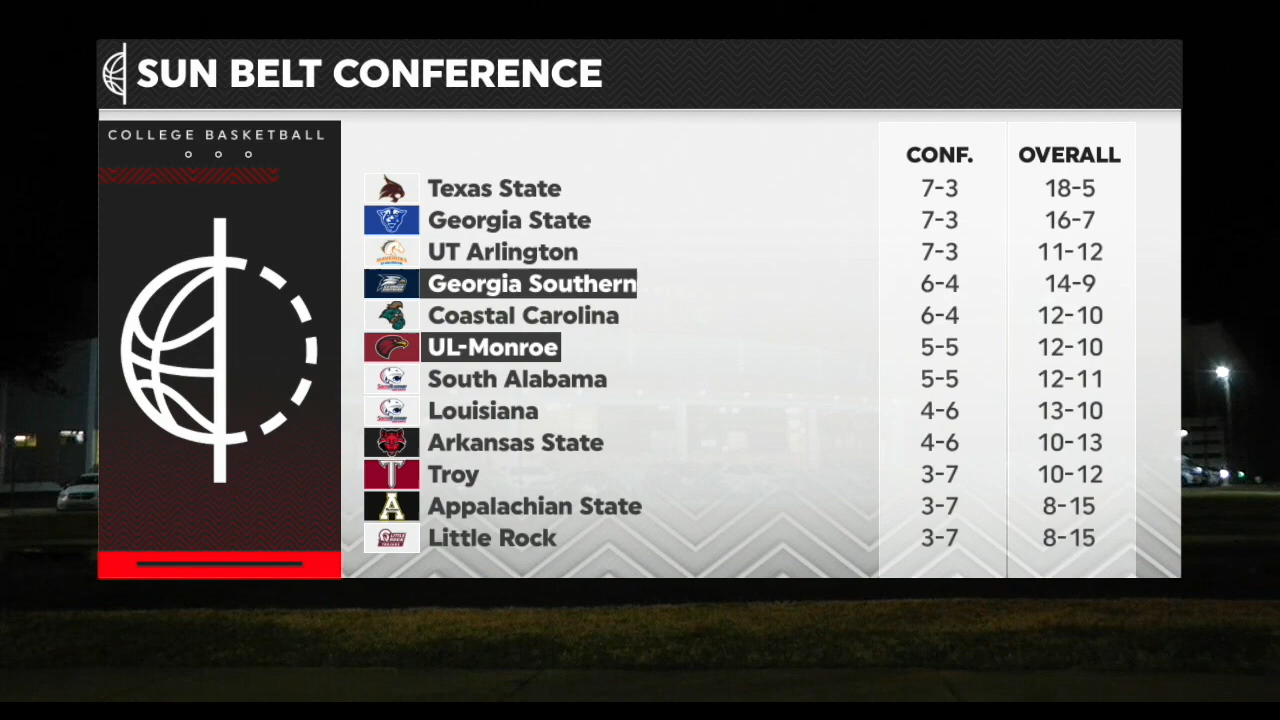 SUN BELT CONFERENCE
COLLEGE BASKETBALL
CONF. OVERALL
Texas State 7-3 18-5
Georgia State 7-3 16-7
UT Arlington 7-3 11-12
Georgia Southern 6-4 14-9
Coastal Carolina 6-4 12-10
UL-Monroe 5-5 12-10
South Alabama 5-5 12-11
Louisiana 4-6 13-10
Arkansas State 4-6 10-13
T Troy 3-7 10-12
A Appalachian State 3-7 8-15
Little Rock 3-7 8-15